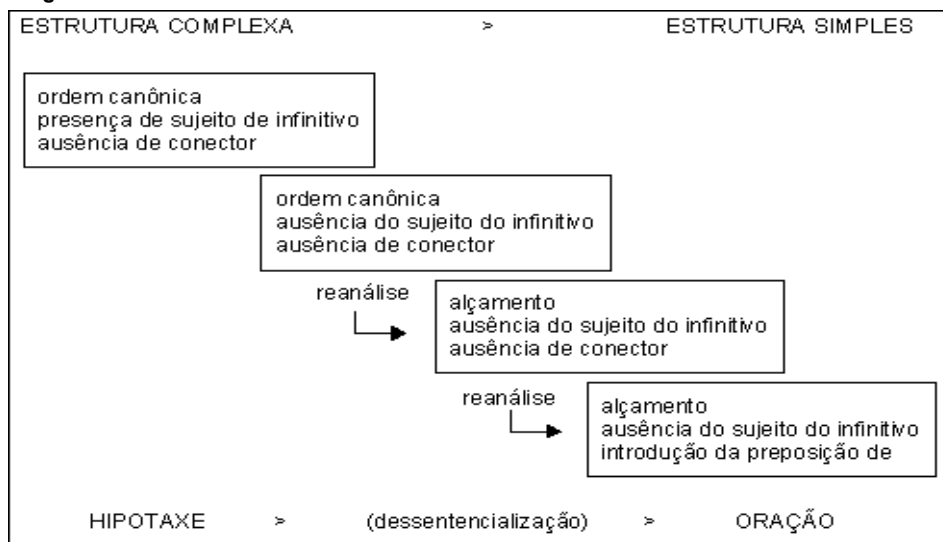 ESTRUTURA COMPLEXA > ESTRUTURA SIMPLES
ordem canônica
presença de sujeito de infinitivo
ausência de conector
ordem canônica
ausência do sujeito do infinitivo
ausência de conector
reanálise
alçamento
ausência do sujeito do infinitivo
ausência de conector
reanálise
alçamento
ausência do sujeito do infinitivo
introdução da preposição de
HIPOTAXE > (dessentencialização) > ORAÇÃO